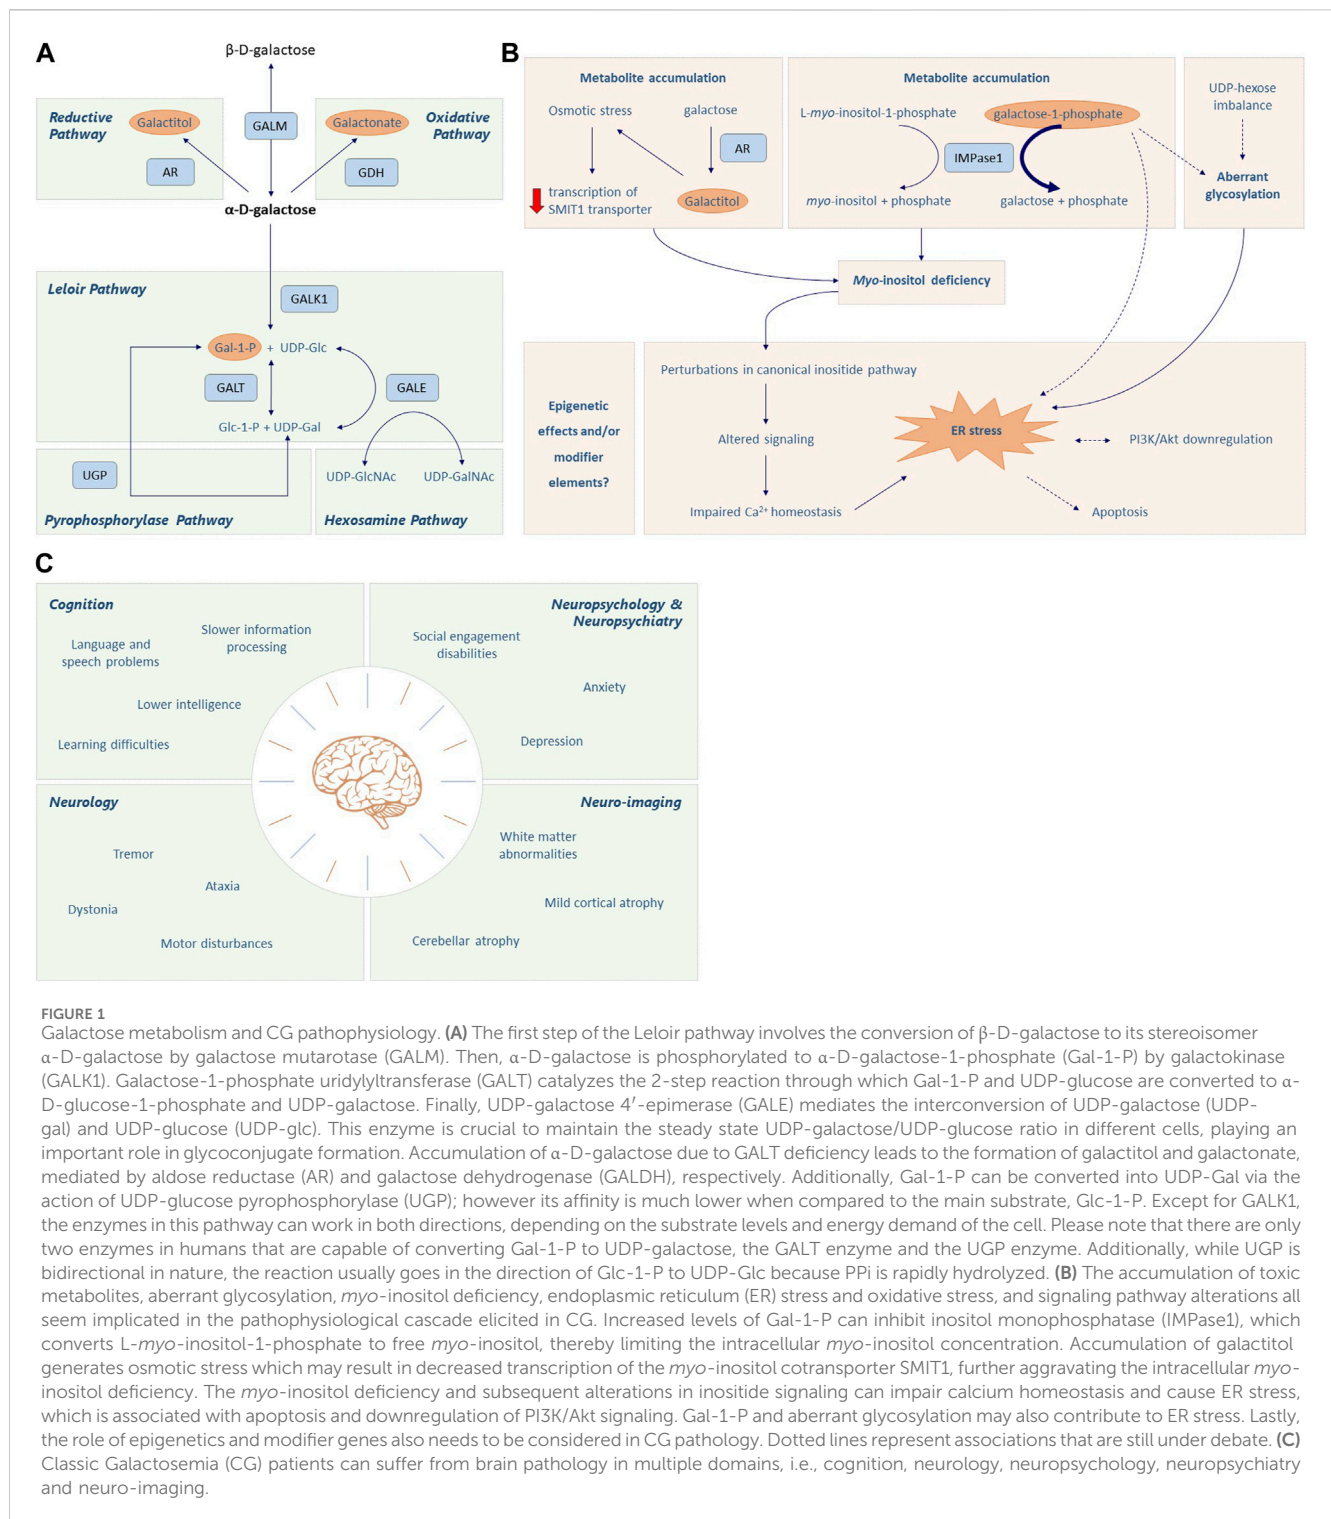 A
β-D-galactose
Reductive
Pathway
Galactitol
AR
GALM
Galactonate
GDH
Oxidative
Pathway
α-D-galactose
Leloir Pathway
GALK1
Gal-1-P + UDP-Glc
GALT
GALE
Glc-1-P + UDP-Gal
UGP
Pyrophosphorylase Pathway
UDP-GlcNAc
UDP-GalNAc
Hexosamine Pathway
B
Metabolite accumulation
Osmotic stress
galactose
AR
transcription of
SMIT1 transporter
Galactitol
Metabolite accumulation
L-myo-inositol-1-phosphate
galactose-1-phosphate
IMPase1
myo-inositol + phosphate
galactose + phosphate
UDP-hexose
imbalance
Aberrant
glycosylation
Myo-inositol deficiency
Epigenetic
effects and/or
modifier
elements?
Perturbations in canonical inositide pathway
Altered signaling
Impaired Ca²⁺ homeostasis
ER stress
PI3K/Akt downregulation
Apoptosis
C
Cognition
Language and
speech problems
Slower information
processing
Lower intelligence
Learning difficulties
Neuropsychology &
Neuropsychiatry
Social engagement
disabilities
Anxiety
Depression
Neurology
Tremor
Ataxia
Dystonia
Motor disturbances
Neuro-imaging
White matter
abnormalities
Mild cortical atrophy
Cerebellar atrophy
FIGURE 1
Galactose metabolism and CG pathophysiology. (A) The first step of the Leloir pathway involves the conversion of β-D-galactose to its stereoisomer
α-D-galactose by galactose mutarotase (GALM). Then, α-D-galactose is phosphorylated to α-D-galactose-1-phosphate (Gal-1-P) by galactokinase
(GALK1). Galactose-1-phosphate uridylyltransferase (GALT) catalyzes the 2-step reaction through which Gal-1-P and UDP-glucose are converted to α-
D-glucose-1-phosphate and UDP-galactose. Finally, UDP-galactose 4′-epimerase (GALE) mediates the interconversion of UDP-galactose (UDP-
gal) and UDP-glucose (UDP-glc). This enzyme is crucial to maintain the steady state UDP-galactose/UDP-glucose ratio in different cells, playing an
important role in glycoconjugate formation. Accumulation of α-D-galactose due to GALT deficiency leads to the formation of galactitol and galactonate,
mediated by aldose reductase (AR) and galactose dehydrogenase (GALDH), respectively. Additionally, Gal-1-P can be converted into UDP-Gal via the
action of UDP-glucose pyrophosphorylase (UGP); however its affinity is much lower when compared to the main substrate, Glc-1-P. Except for GALK1,
the enzymes in this pathway can work in both directions, depending on the substrate levels and energy demand of the cell. Please note that there are only
two enzymes in humans that are capable of converting Gal-1-P to UDP-galactose, the GALT enzyme and the UGP enzyme. Additionally, while UGP is
bidirectional in nature, the reaction usually goes in the direction of Glc-1-P to UDP-Glc because PPi is rapidly hydrolyzed. (B) The accumulation of toxic
metabolites, aberrant glycosylation, myo-inositol deficiency, endoplasmic reticulum (ER) stress and oxidative stress, and signaling pathway alterations all
seem implicated in the pathophysiological cascade elicited in CG. Increased levels of Gal-1-P can inhibit inositol monophosphatase (IMPase1), which
converts L-myo-inositol-1-phosphate to free myo-inositol, thereby limiting the intracellular myo-inositol concentration. Accumulation of galactitol
generates osmotic stress which may result in decreased transcription of the myo-inositol cotransporter SMIT1, further aggravating the intracellular myo-
inositol deficiency. The myo-inositol deficiency and subsequent alterations in inositide signaling can impair calcium homeostasis and cause ER stress,
which is associated with apoptosis and downregulation of PI3K/Akt signaling. Gal-1-P and aberrant glycosylation may also contribute to ER stress. Lastly,
the role of epigenetics and modifier genes also needs to be considered in CG pathology. Dotted lines represent associations that are still under debate. (C)
Classic Galactosemia (CG) patients can suffer from brain pathology in multiple domains, i.e., cognition, neurology, neuropsychology, neuropsychiatry
and neuro-imaging.